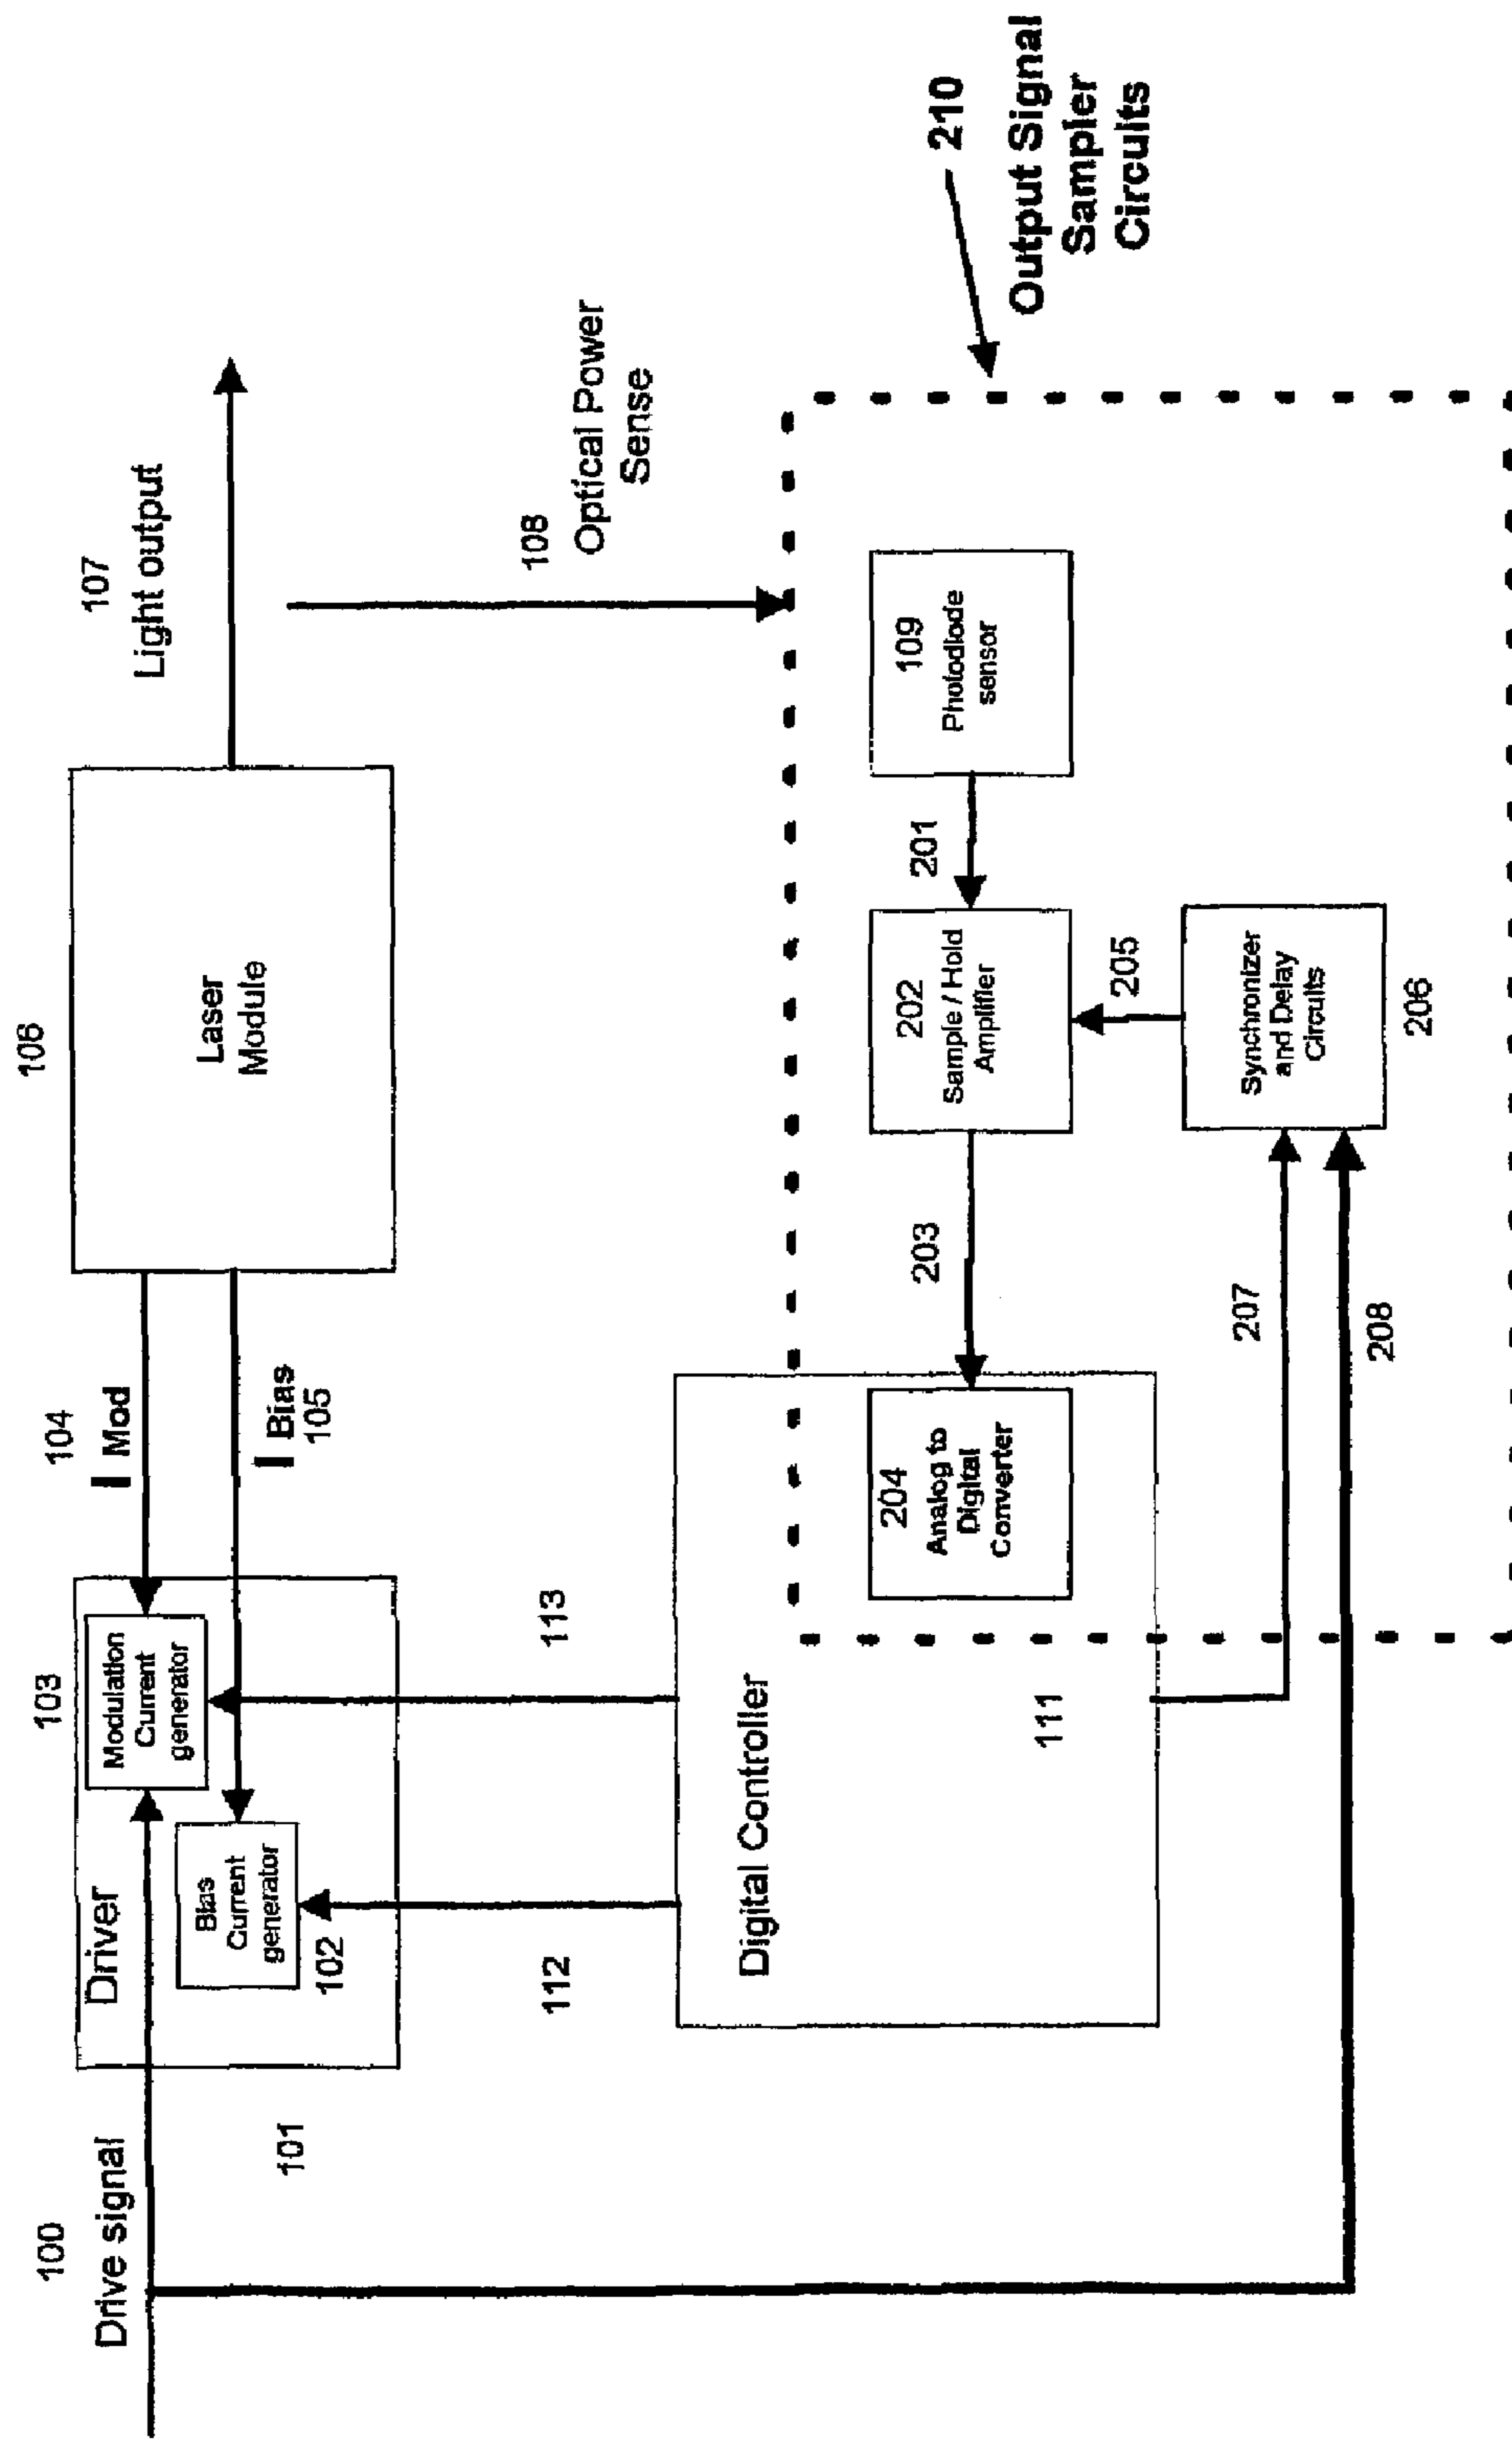 100
Drive signal
101
Driver
103
Modulation
Current
generator
Bias
Current
generator
102
104
I Mod
I Bias
105
106
Laser
Module
107
Light output
108
Optical Power
Sense
112
113
Digital Controller
111
204
Analog to
Digital
Converter
203
202
Sample / Hold
Amplifier
201
109
Photodiode
sensor
205
Synchronizer
and Delay
Circuits
206
207
208
210
Output Signal
Sampler
Circuits